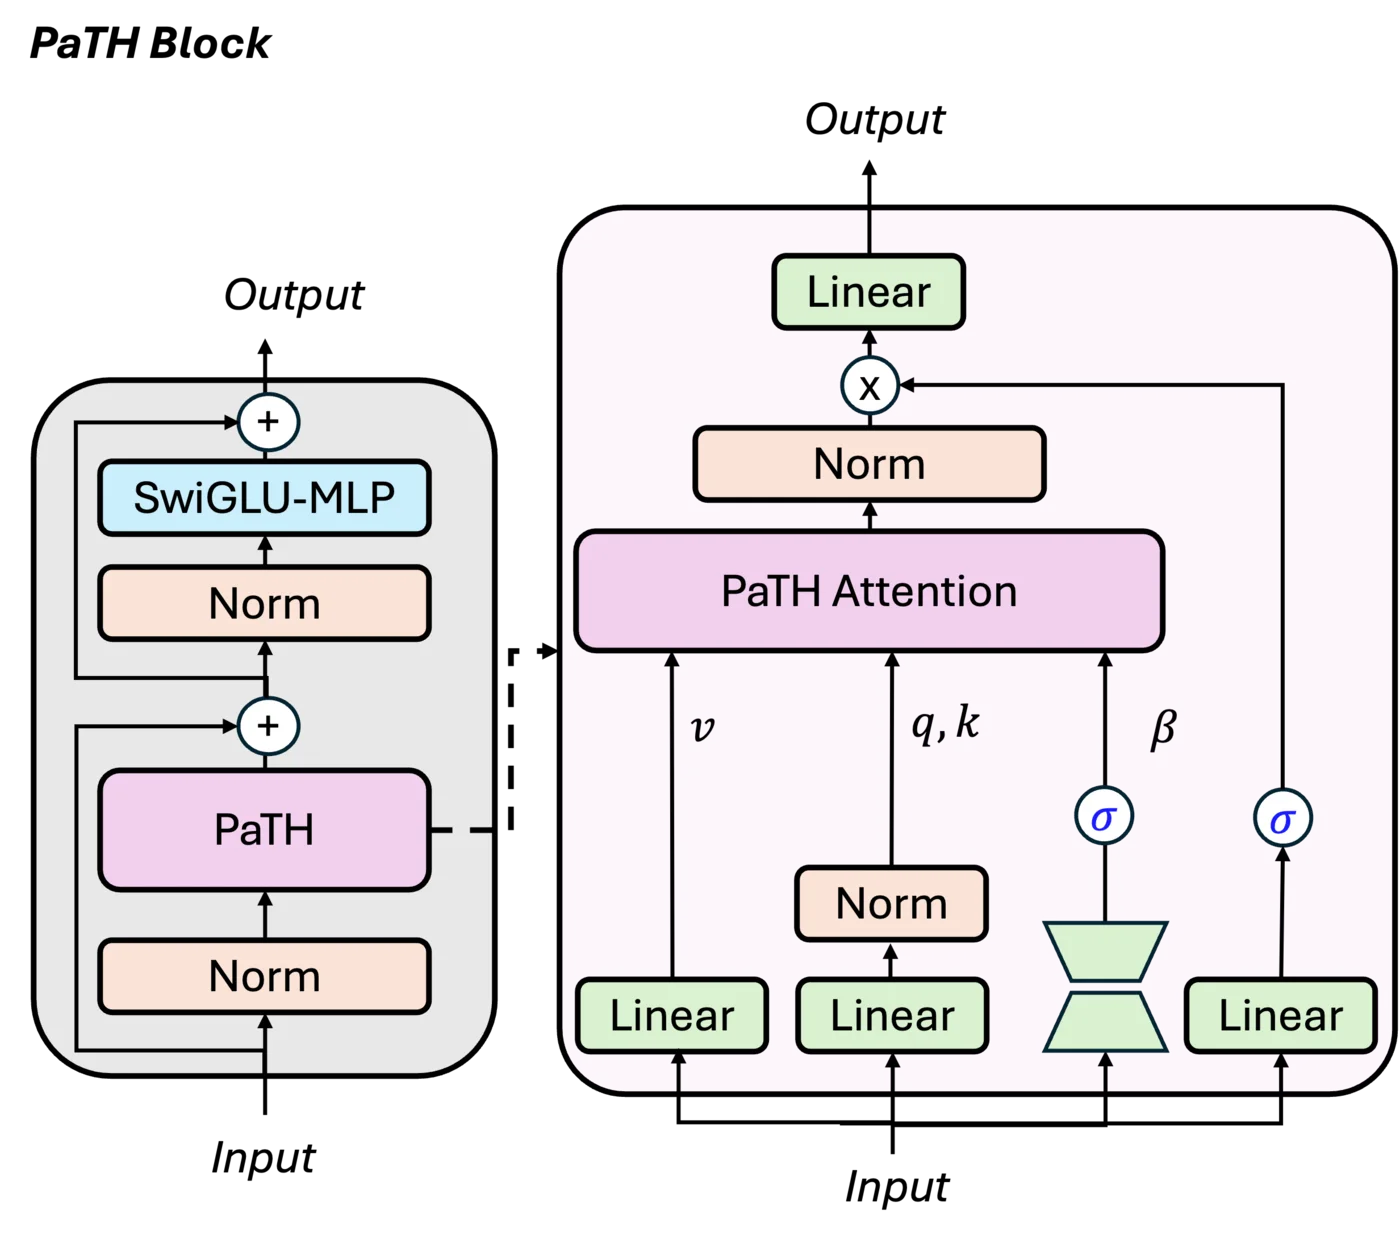 PaTH Block
Output
+
SwiGLU-MLP
Norm
+
PaTH
Norm
Input
Output
Linear
x
Norm
PaTH Attention
v
q, k
β
σ
σ
Norm
Linear
Linear
Linear
Input